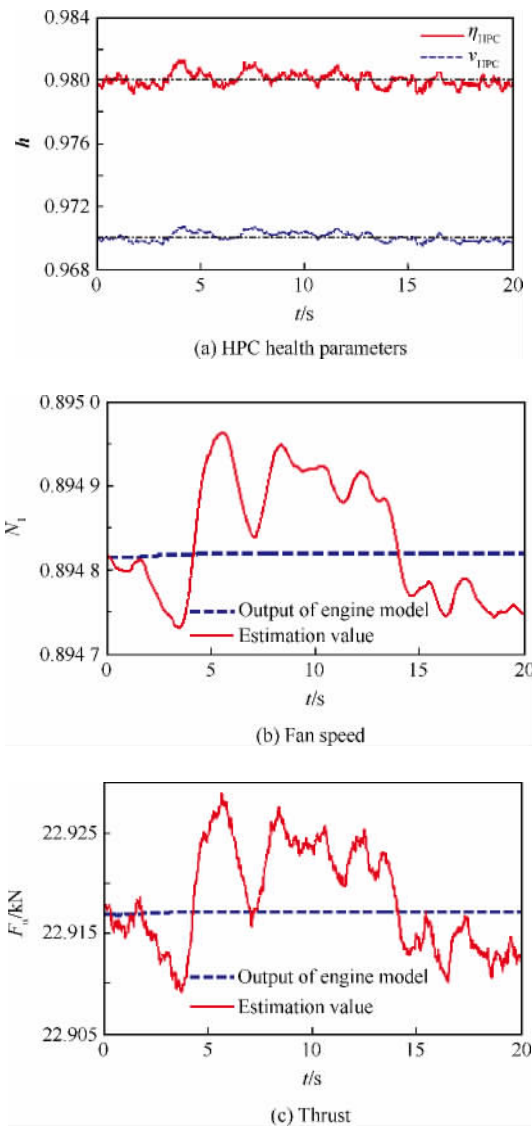 0.984
η HPC
ν HPC
0.980
0.976
h
0.970
0.968
0 5 10 15 20
t/s
(a) HPC health parameters
0.895 0
0.894 9
N₁
0.894 8
Output of engine model
Estimation value
0.894 7
0 5 10 15 20
t/s
(b) Fan speed
22.925
Fₙ/kN
22.915
Output of engine model
Estimation value
22.905
0 5 10 15 20
t/s
(c) Thrust